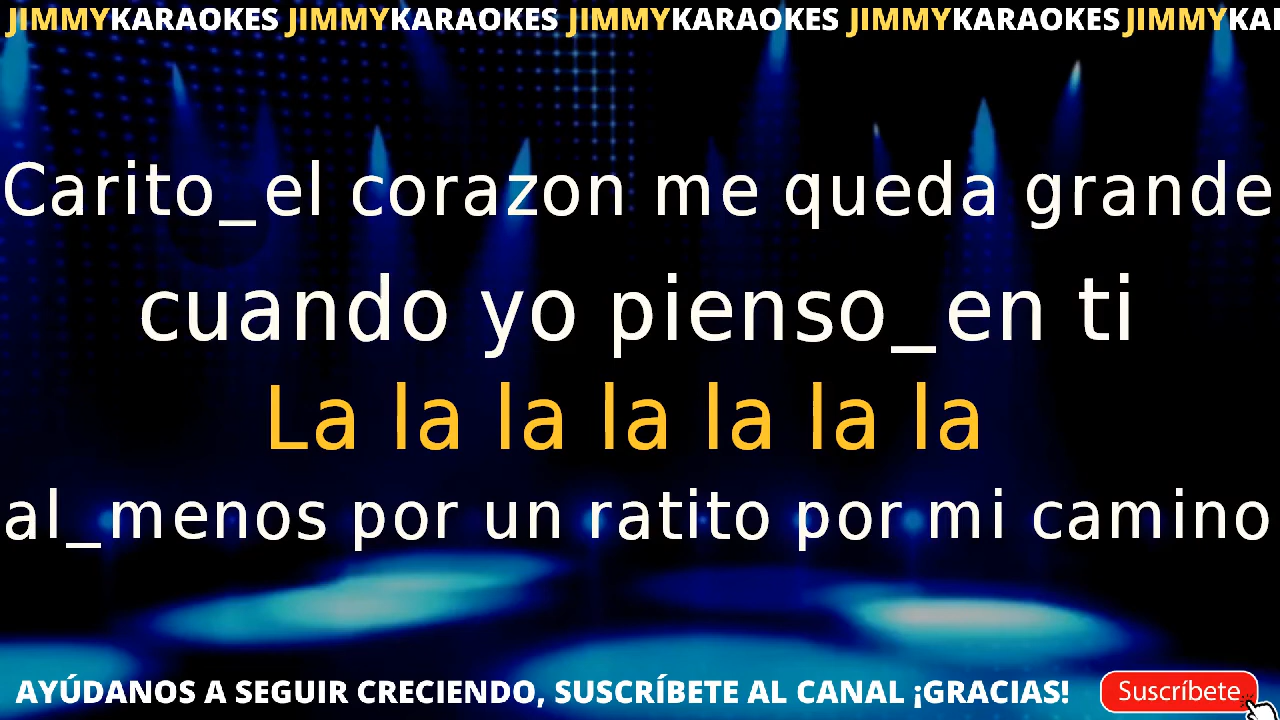 JIMMYKARAOKES JIMMYKARAOKES JIMMYKARAOKES JIMMYKARAOKES JIMMYKA
Carito_el corazon me queda grande
cuando yo pienso_en ti
La la la la la la la
al_menos por un ratito por mi camino
AYÚDANOS A SEGUIR CRECIENDO, SUSCRÍBETE AL CANAL ¡GRACIAS! Suscríbete